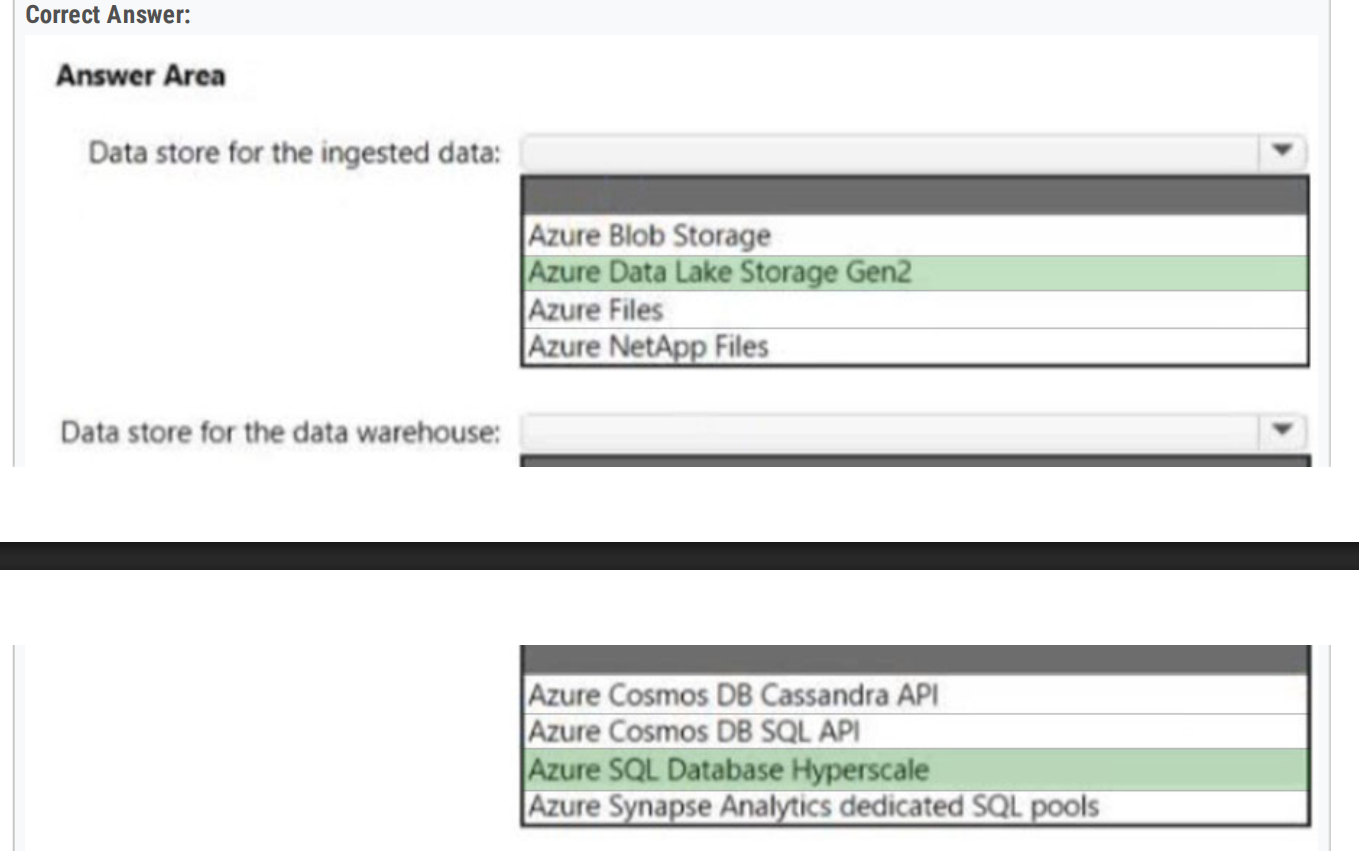 Correct Answer:
Answer Area
Data store for the ingested data:
Azure Blob Storage
Azure Data Lake Storage Gen2
Azure Files
Azure NetApp Files
Data store for the data warehouse:
Azure Cosmos DB Cassandra API
Azure Cosmos DB SQL API
Azure SQL Database Hyperscale
Azure Synapse Analytics dedicated SQL pools